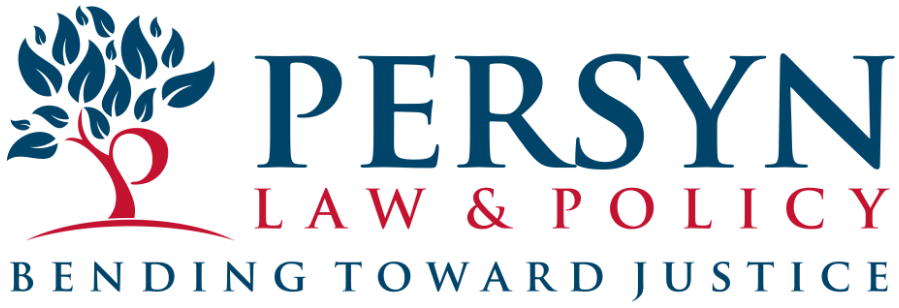 PERSYN
LAW & POLICY
BENDING TOWARD JUSTICE